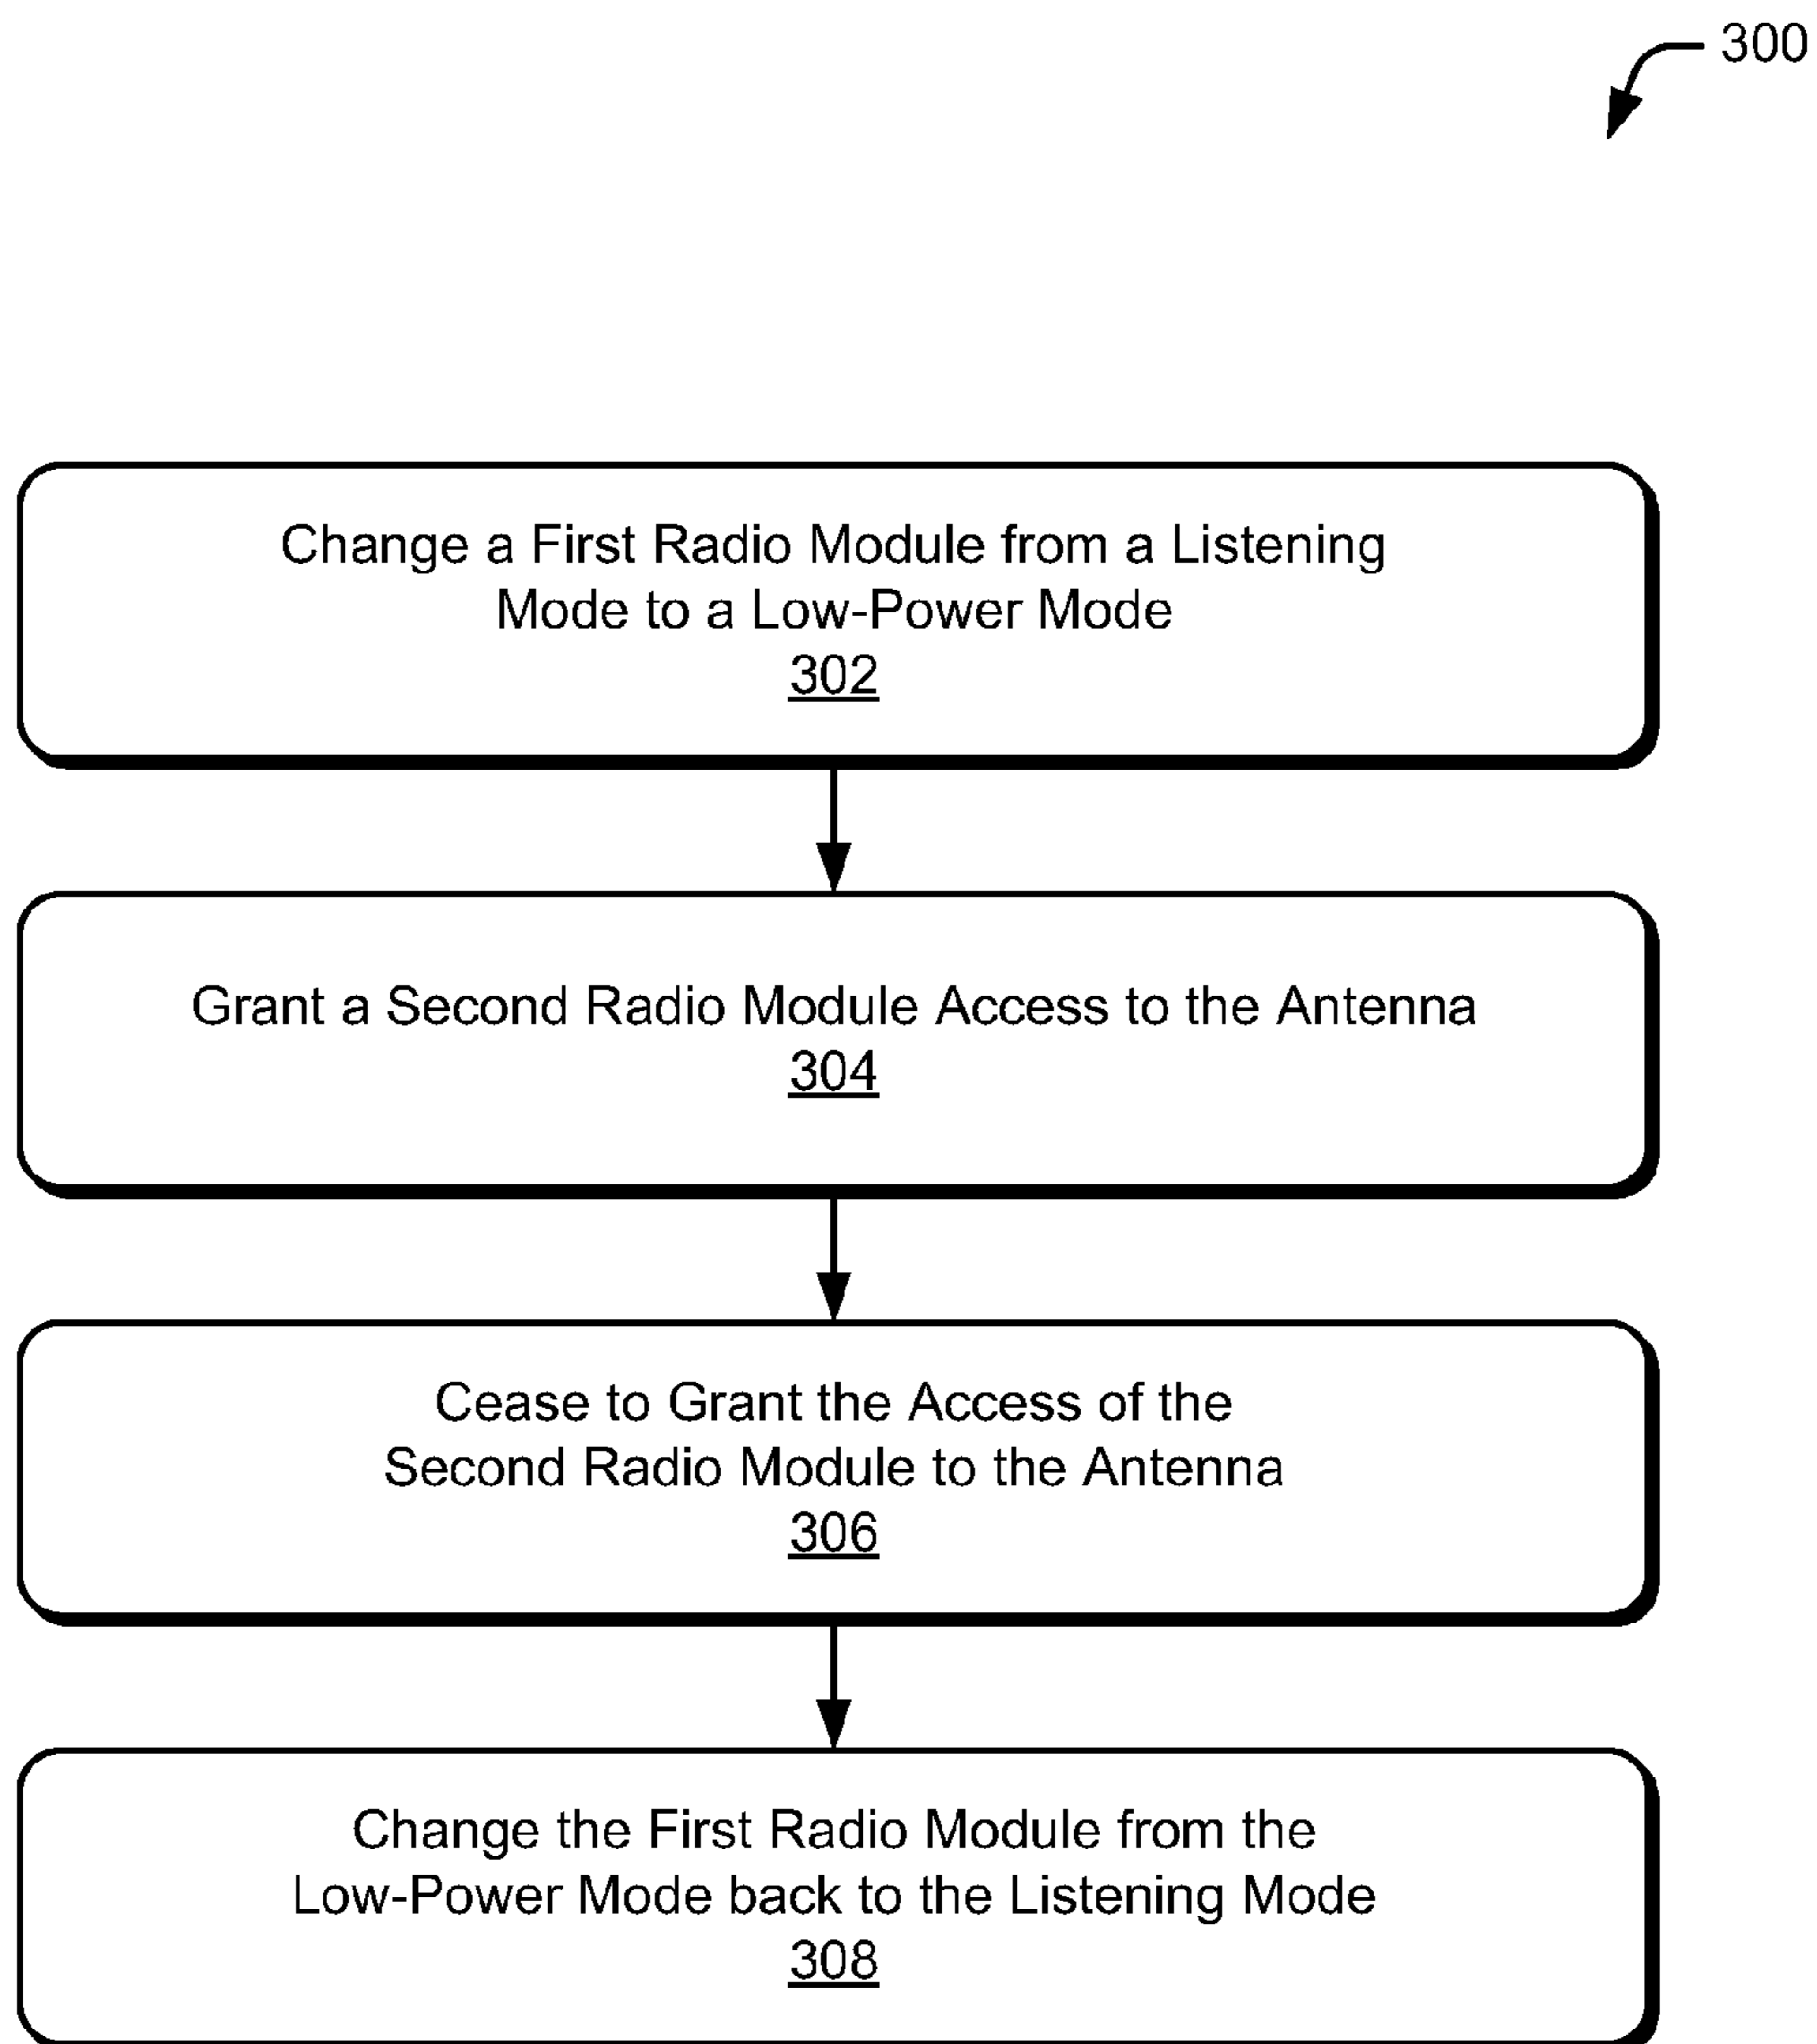 300
Change a First Radio Module from a Listening
Mode to a Low-Power Mode
302
Grant a Second Radio Module Access to the Antenna
304
Cease to Grant the Access of the
Second Radio Module to the Antenna
306
Change the First Radio Module from the
Low-Power Mode back to the Listening Mode
308